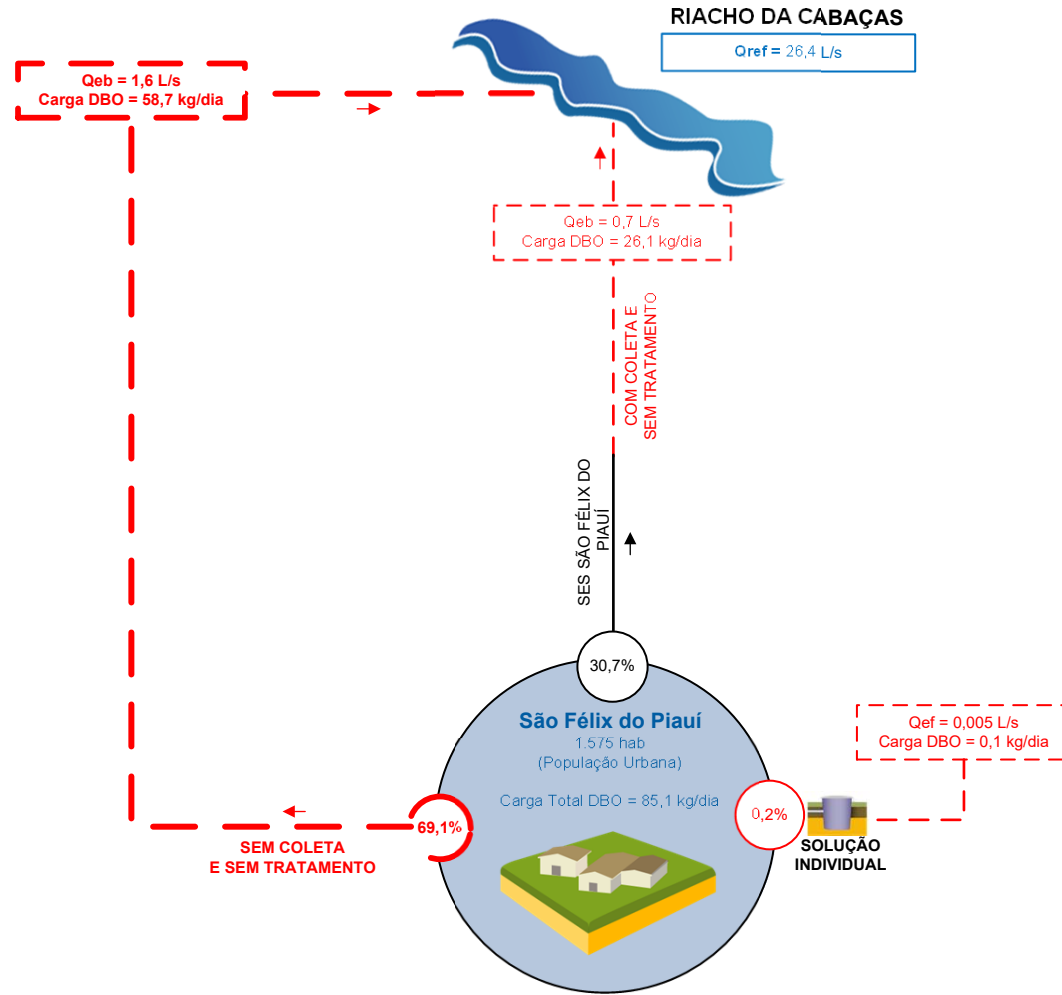 RIACHO DA CABAÇAS
Qref = 26,4 L/s
Qeb = 1,6 L/s
Carga DBO = 58,7 kg/dia
Qeb = 0,7 L/s
Carga DBO = 26,1 kg/dia
COM COLETA E
SEM TRATAMENTO
SES SÃO FÉLIX DO
PIAUÍ
30,7%
São Félix do Piauí
1.575 hab
(População Urbana)
Carga Total DBO = 85,1 kg/dia
Qef = 0,005 L/s
Carga DBO = 0,1 kg/dia
69,1%
0,2%
SEM COLETA
E SEM TRATAMENTO
SOLUÇÃO
INDIVIDUAL